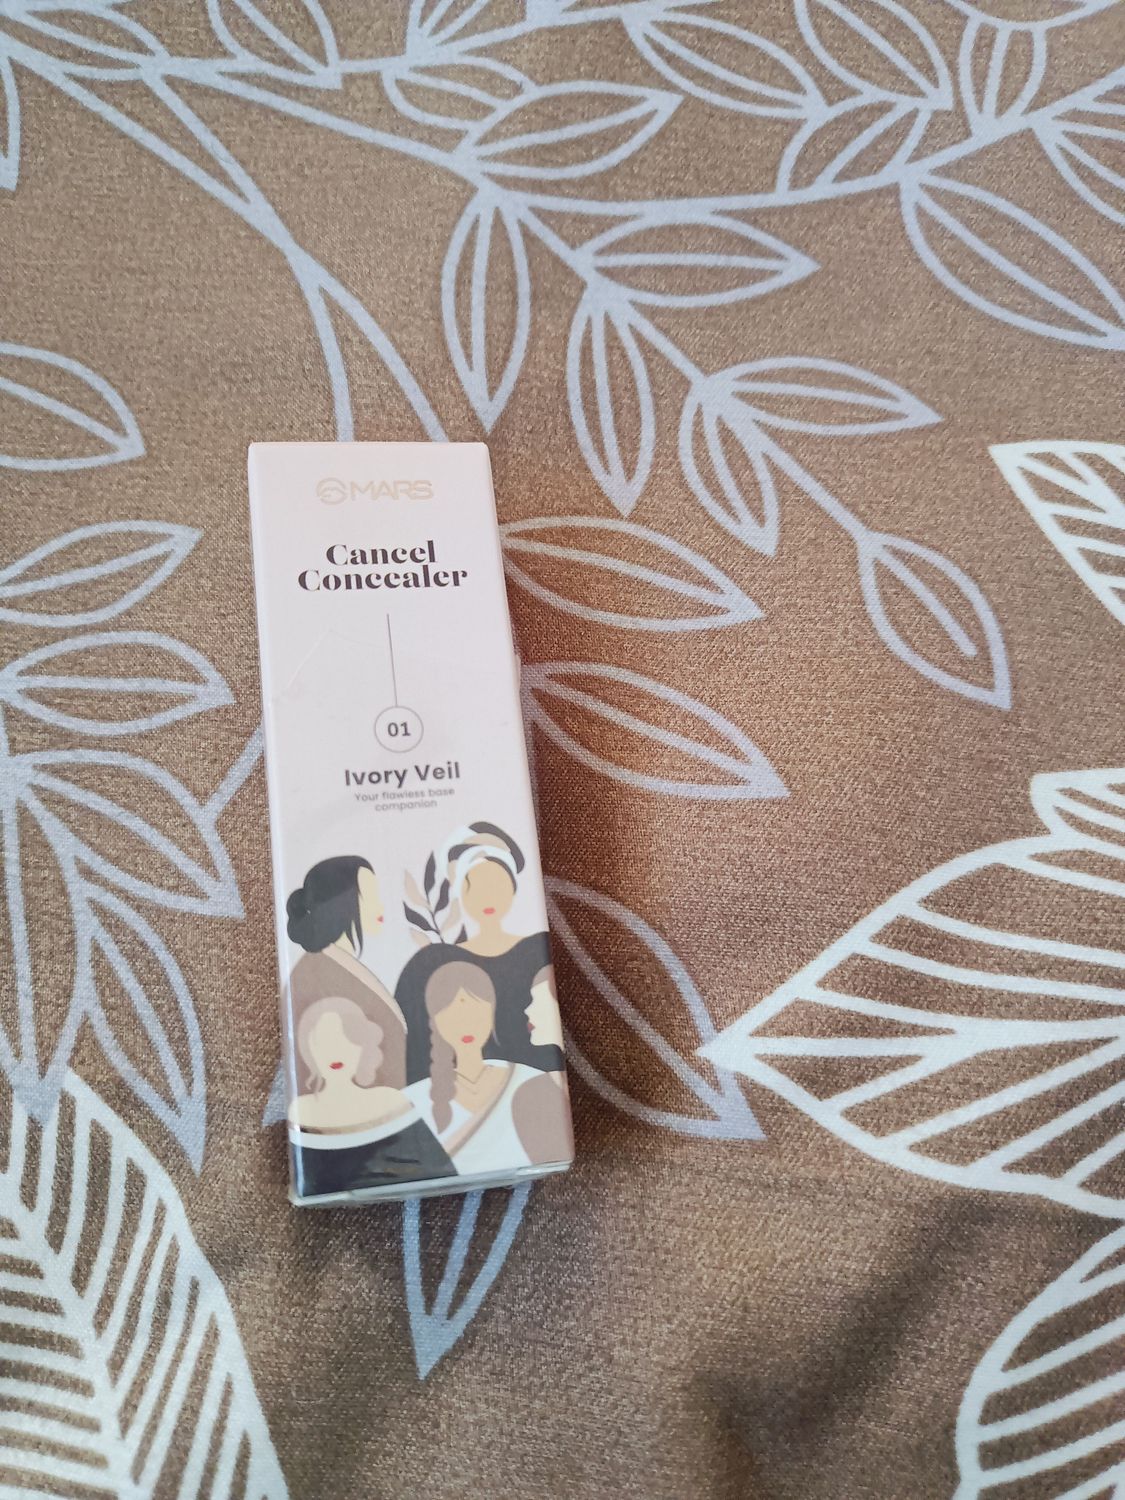 MARS
Cancel
Concealer
01
Ivory Veil
Your flawless base
companion